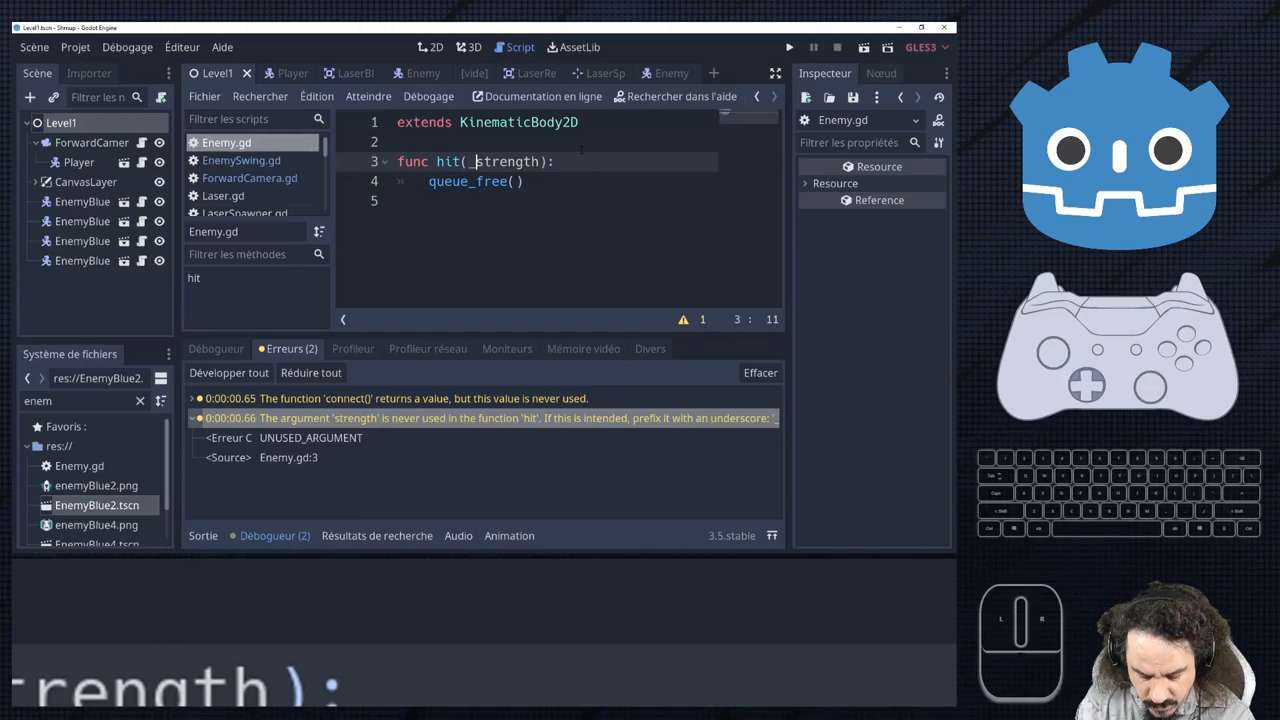 Level1.tscn - Shmup - Godot Engine
Scène Projet Débogage Éditeur Aide
2D 3D Script AssetLib
GLES3
Scène Importer
Level1 Player LaserBl Enemy [vide] LaserRe LaserSp Enemy
Inspecteur Nœud
Filtrer les n
Fichier Rechercher Édition Atteindre Débogage Documentation en ligne Rechercher dans l'aide
Level1
ForwardCamer
Player
CanvasLayer
EnemyBlue
EnemyBlue
EnemyBlue
EnemyBlue
Filtrer les scripts
Enemy.gd
EnemySwing.gd
ForwardCamera.gd
Laser.gd
LaserSpawner.gd
Enemy.gd
Filtrer les méthodes
hit
1 extends KinematicBody2D
2
3 func hit(_strength):
4 queue_free()
5
1 3 : 11
Enemy.gd
Filtrer les propriétés
Resource
Resource
Reference
Système de fichiers
res://EnemyBlue2.
enem
Favoris :
res://
Enemy.gd
enemyBlue2.png
EnemyBlue2.tscn
enemyBlue4.png
EnemyBlue4.tscn
Débogueur Erreurs (2) Profileur Profileur réseau Moniteurs Mémoire vidéo Divers
Développer tout Réduire tout Effacer
0:00:00.65 The function 'connect()' returns a value, but this value is never used.
0:00:00.66 The argument 'strength' is never used in the function 'hit'. If this is intended, prefix it with an underscore: '_
<Erreur C UNUSED_ARGUMENT
<Source> Enemy.gd:3
Sortie Débogueur (2) Résultats de recherche Audio Animation 3.5.stable
trength):
L R